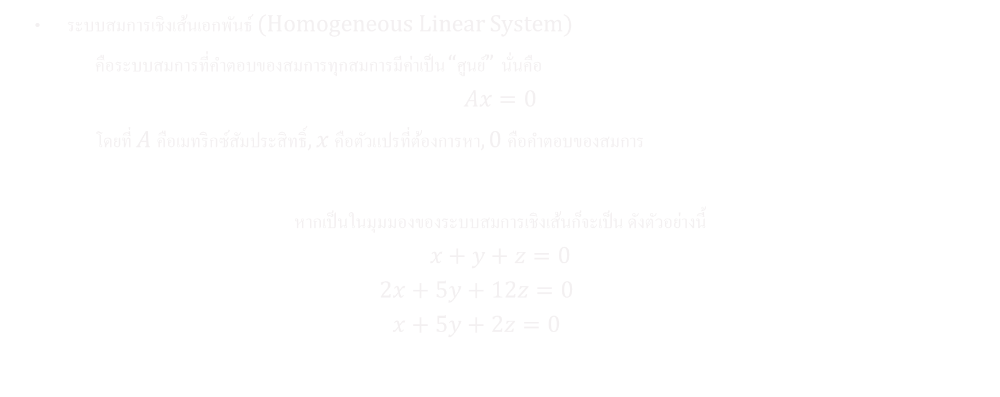 • ระบบสมการเชิงเส้นเอกพันธ์ (Homogeneous Linear System)
คือระบบสมการที่คำตอบของสมการทุกสมการมีค่าเป็น “ศูนย์” นั่นคือ
Ax = 0
โดยที่ A คือเมทริกซ์สัมประสิทธิ์, x คือตัวแปรที่ต้องการหา, 0 คือคำตอบของสมการ
หากเป็นในมุมมองของระบบสมการเชิงเส้นก็จะเป็น ดังตัวอย่างนี้
x + y + z = 0
2x + 5y + 12z = 0
x + 5y + 2z = 0